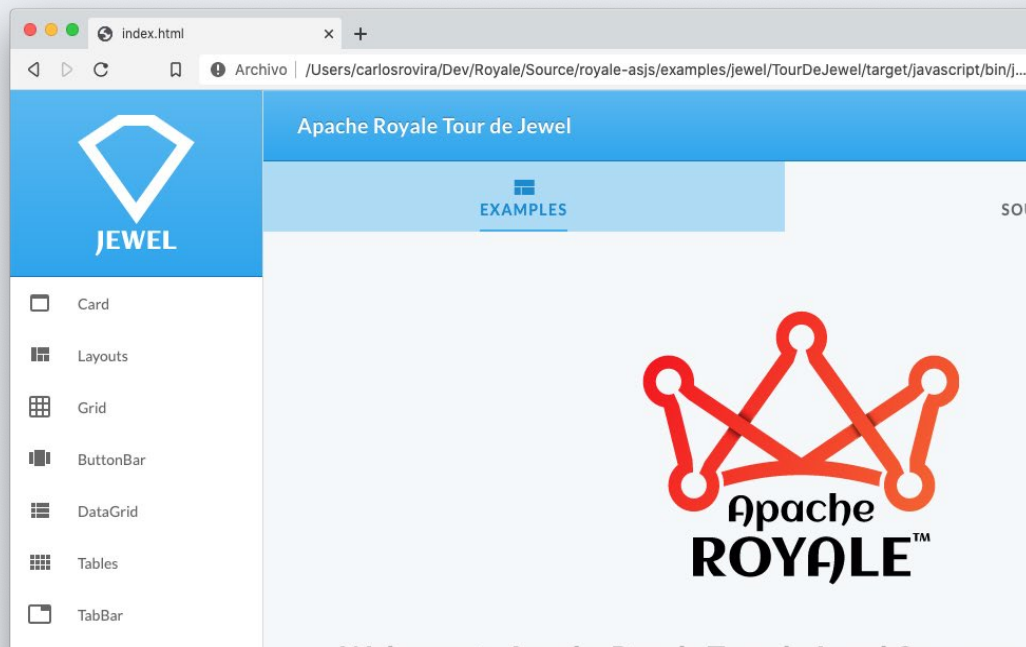 index.html
Archivo /Users/carlosrovira/Dev/Royale/Source/royale-asjs/examples/jewel/TourDeJewel/target/javascript/bin/j...
JEWEL
Apache Royale Tour de Jewel
EXAMPLES
SOU
Card
Layouts
Grid
ButtonBar
DataGrid
Tables
TabBar
Apache
ROYALE™